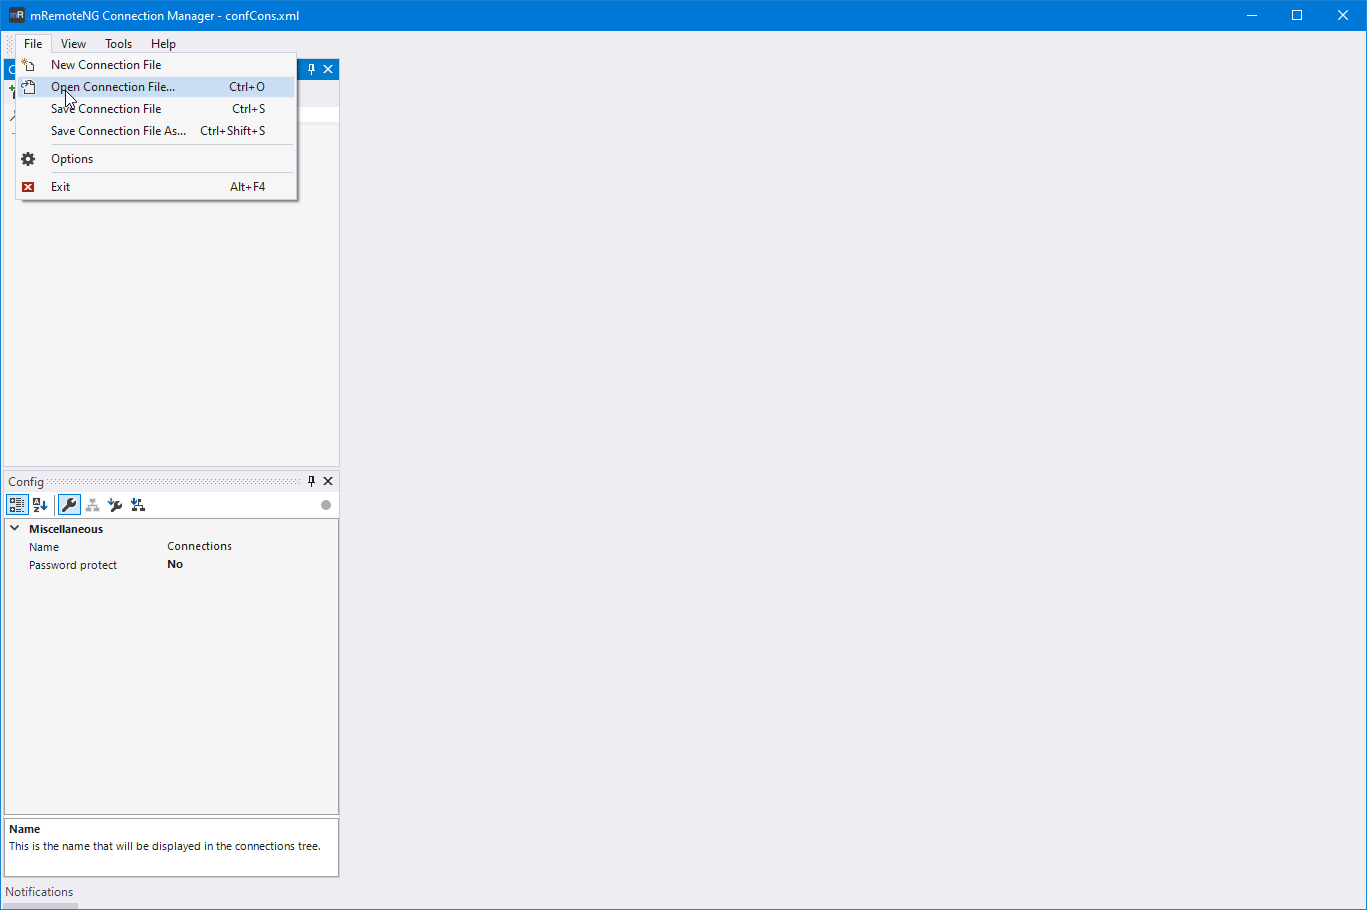 mR mRemoteNG Connection Manager - confCons.xml
File View Tools Help
New Connection File
Open Connection File... Ctrl+O
Save Connection File Ctrl+S
Save Connection File As... Ctrl+Shift+S
Options
Exit Alt+F4
Config
Miscellaneous
Name Connections
Password protect No
Name
This is the name that will be displayed in the connections tree.
Notifications